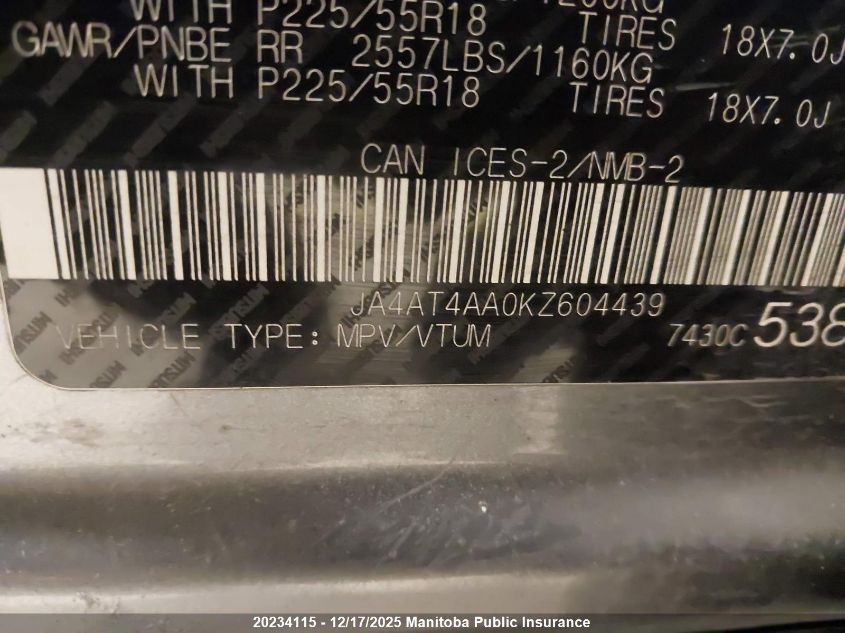 WITH P225/55R18 TIRES 18X7.0J
GAWR/PNBE RR 2557LBS/1160KG
WITH P225/55R18 TIRES 18X7.0J
CAN ICES-2/NMB-2
JA4AT4AA0KZ604439
VEHICLE TYPE: MPV/VTUM 7430C 538
20234115 - 12/17/2025 Manitoba Public Insurance